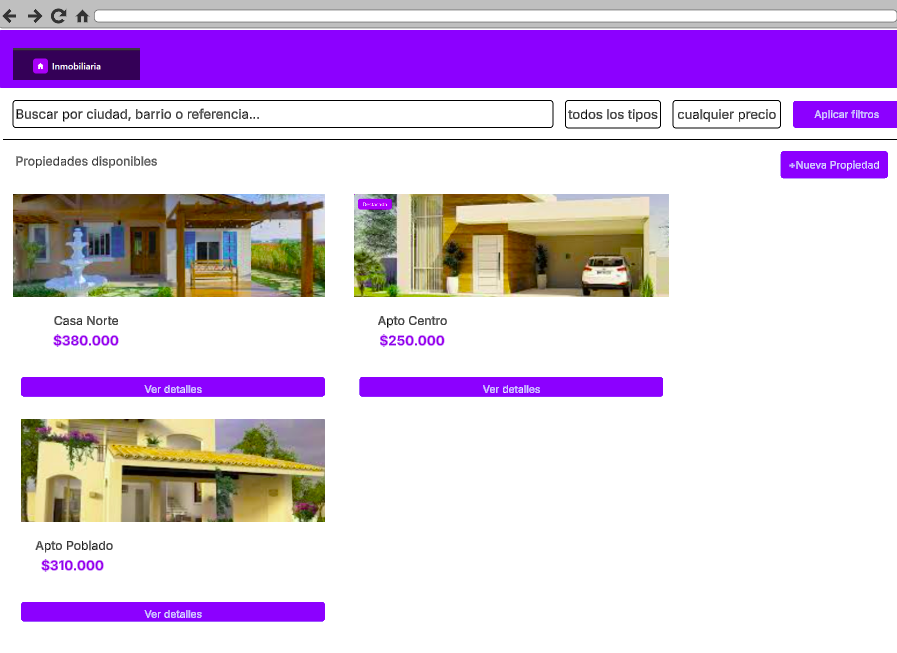 Inmobiliaria
Buscar por ciudad, barrio o referencia...
todos los tipos
cualquier precio
Aplicar filtros
Propiedades disponibles
+Nueva Propiedad
Destacado
Casa Norte
$380.000
Ver detalles
Apto Centro
$250.000
Ver detalles
Apto Poblado
$310.000
Ver detalles